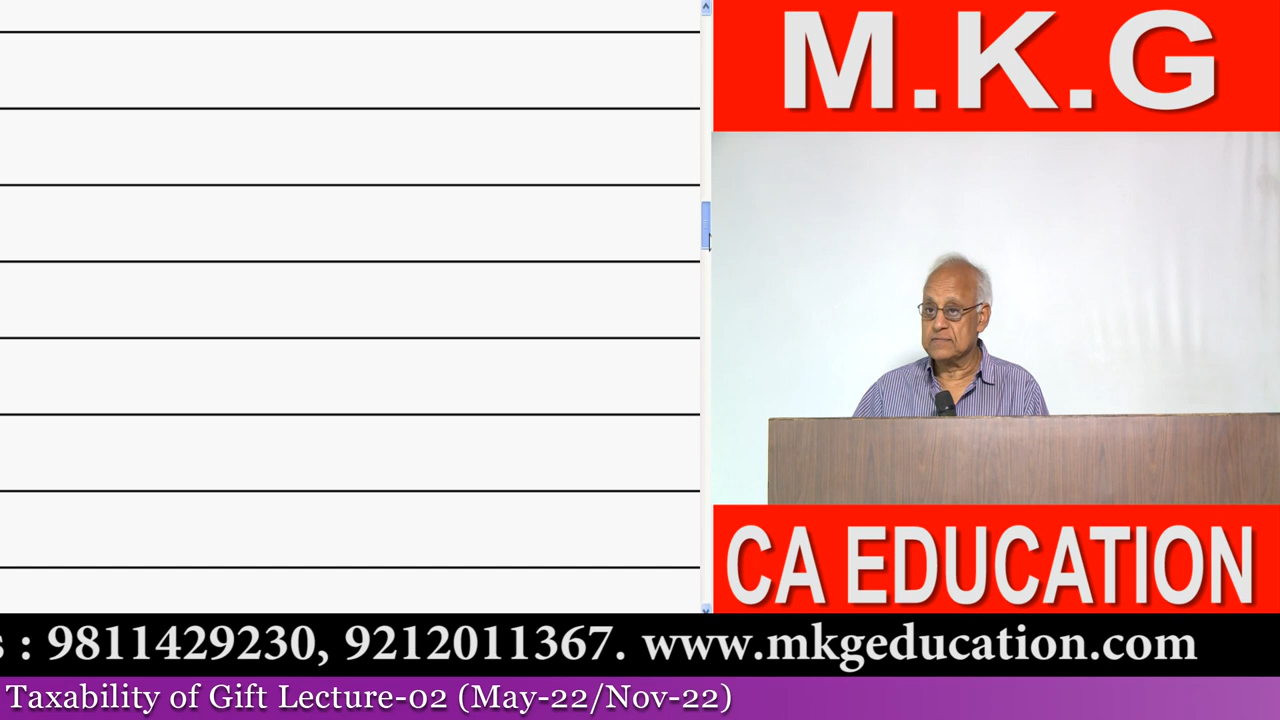 M.K.G
CA EDUCATION
: 9811429230, 9212011367. www.mkgeducation.com
Taxability of Gift Lecture-02 (May-22/Nov-22)